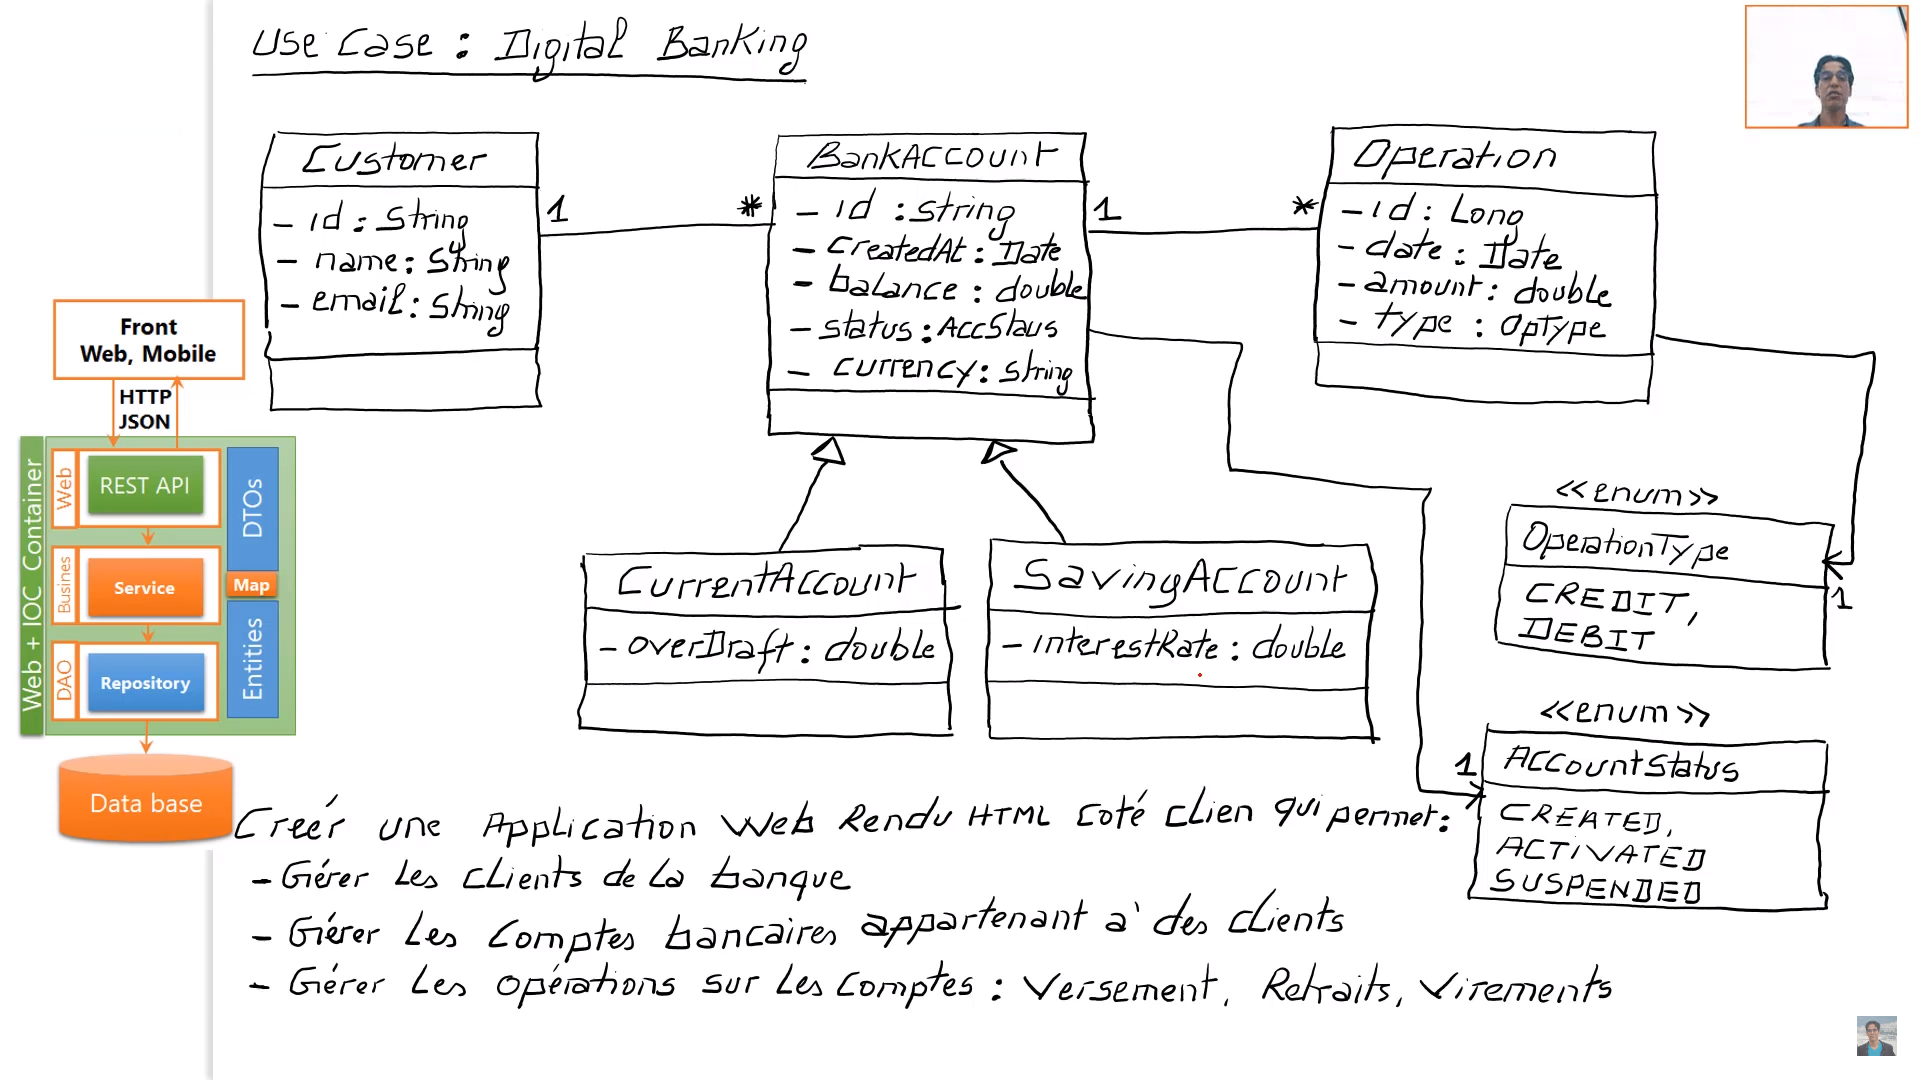 Use Case : Digital Banking
Customer
- id : String
- name : String
- email : String
1
*
BankAccount
- id : string
- createdAt : Date
- balance : double
- status : AccStaus
- currency : string
1
*
Operation
- id : Long
- date : Date
- amount : double
- type : OpType
Front
Web, Mobile
HTTP
JSON
Web + IOC Container
Web
REST API
DTOs
Busines
Service
Map
DAO
Repository
Entities
Data base
CurrentAccount
- overDraft : double
SavingAccount
- interestRate : double
<<enum>>
OperationType
CREDIT,
DEBIT
1
<<enum>>
1
AccountStatus
CREATED,
ACTIVATED
SUSPENDED
Creér une Application Web Rendu HTML coté clien qui permet :
- Gérer les clients de la banque
- Gérer les comptes bancaires appartenant à des clients
- Gérer les opérations sur les comptes : Versement, Retraits, Virements